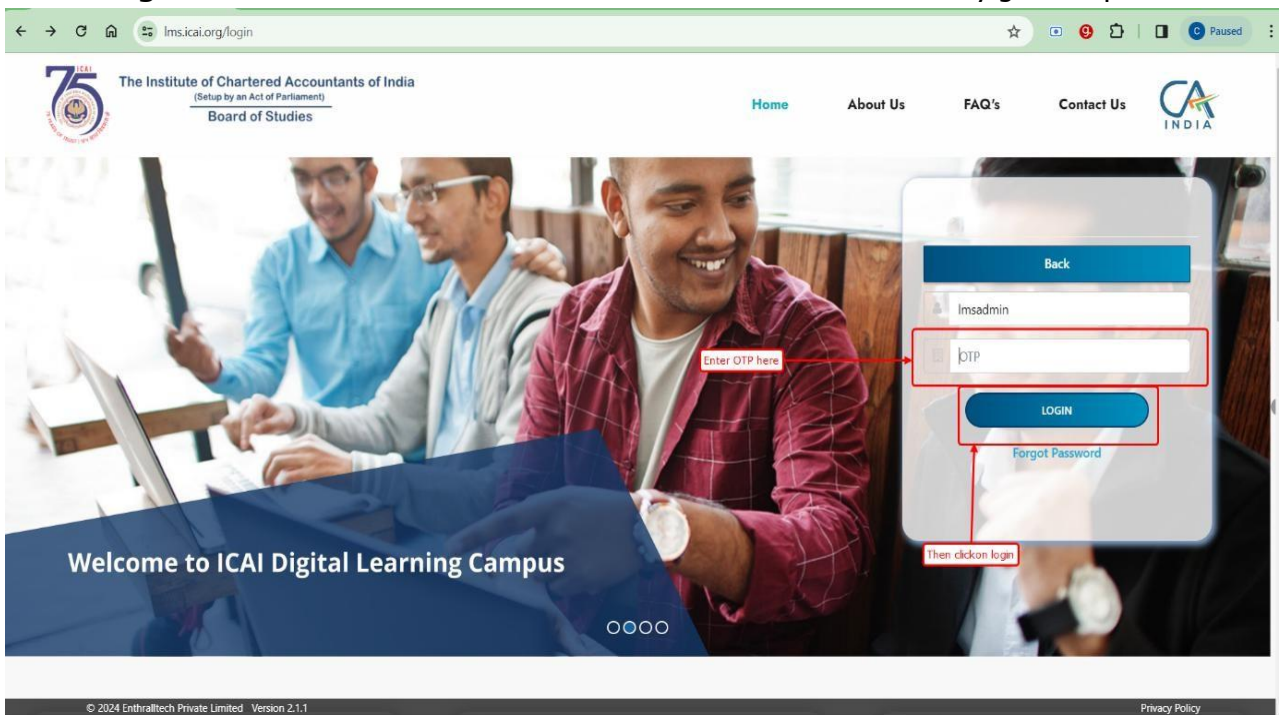 lms.icai.org/login
Paused
75
ICAI
The Institute of Chartered Accountants of India
(Setup by an Act of Parliament)
Board of Studies
Home
About Us
FAQ's
Contact Us
CA
INDIA
Back
lmsadmin
Enter OTP here
OTP
LOGIN
Forgot Password
Then clickon login
Welcome to ICAI Digital Learning Campus
© 2024 Enthralltech Private Limited Version 2.1.1
Privacy Policy